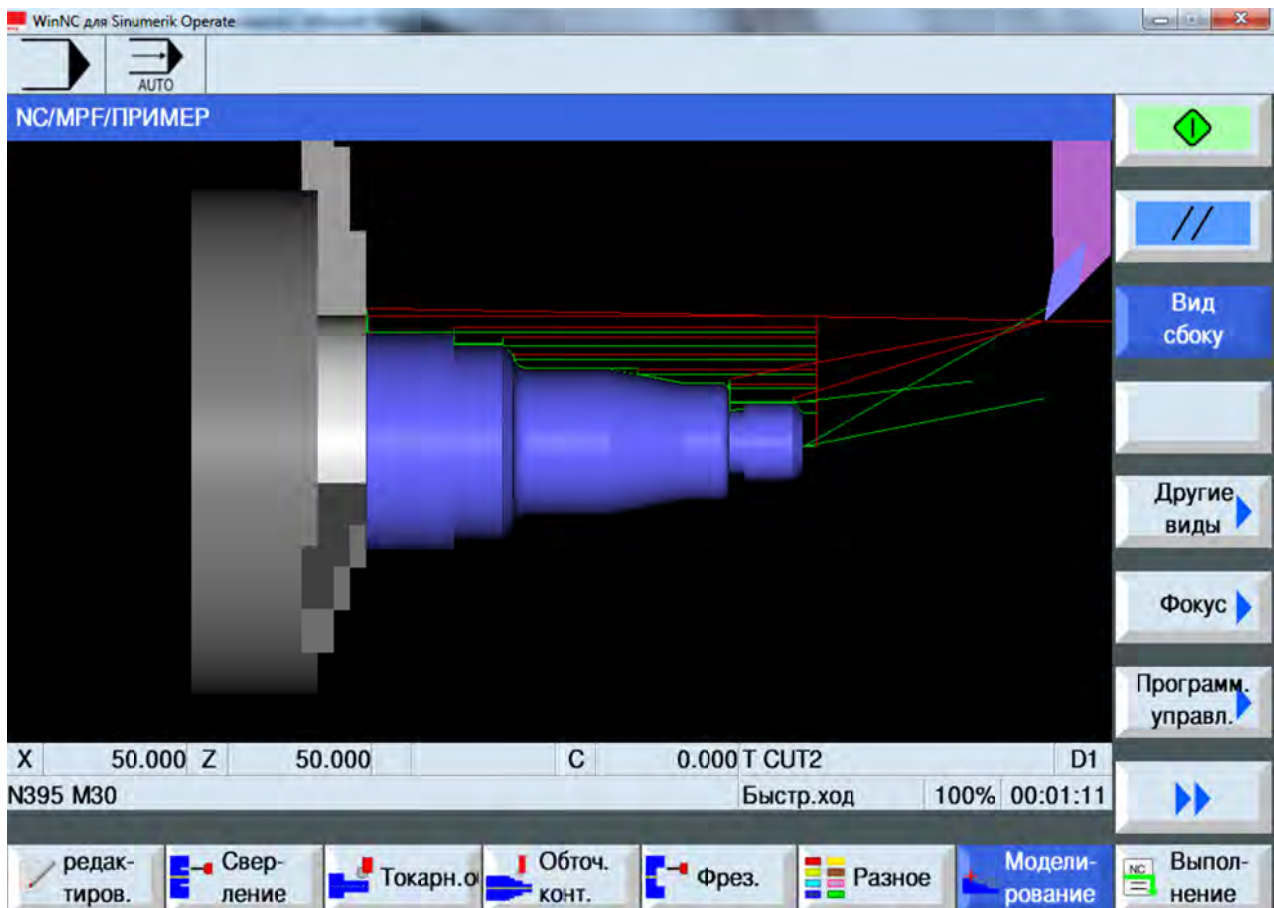 WinNC для Sinumerik Operate
AUTO
NC/MPF/ПРИМЕР
//
Вид
сбоку
Другие
виды
Фокус
Программ.
управл.
X 50.000 Z 50.000 C 0.000 T CUT2 D1
N395 M30 Быстр.ход 100% 00:01:11
редак-
тиров.
Свер-
ление
Токарн.о
Обточ.
конт.
Фрез.
Разное
Модели-
рование
NC
Выпол-
нение